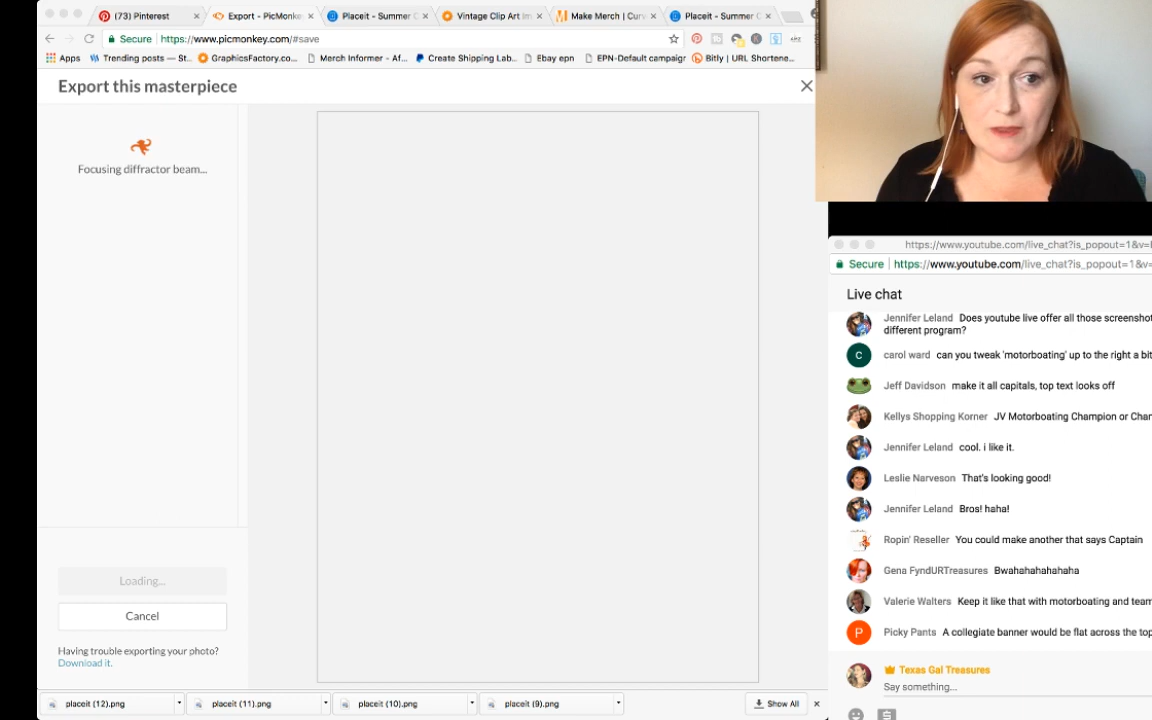 (73) Pinterest
Export - PicMonke
Placeit - Summer C
Vintage Clip Art Im
Make Merch | Curv
Placeit - Summer C
Secure | https://www.picmonkey.com/#save
Apps Trending posts — St... GraphicsFactory.co... Merch Informer - Af... Create Shipping Lab.. Ebay epn EPN-Default campaign Bitly | URL Shortene...
Export this masterpiece
Focusing diffractor beam...
Loading...
Cancel
Having trouble exporting your photo?
Download it.
placeit (12).png placeit (11).png placeit (10).png placeit (9).png Show All
https://www.youtube.com/live_chat?is_popout=1&v=
Secure | https://www.youtube.com/live_chat?is_popout=1&v=
Live chat
Jennifer Leland Does youtube live offer all those screenshot
different program?
carol ward can you tweak 'motorboating' up to the right a bit
Jeff Davidson make it all capitals, top text looks off
Kellys Shopping Korner JV Motorboating Champion or Chan
Jennifer Leland cool. i like it.
Leslie Narveson That's looking good!
Jennifer Leland Bros! haha!
Ropin' Reseller You could make another that says Captain
Gena FyndURTreasures Bwahahahahaha
Valerie Walters Keep it like that with motorboating and team
Picky Pants A collegiate banner would be flat across the top
Texas Gal Treasures
Say something...